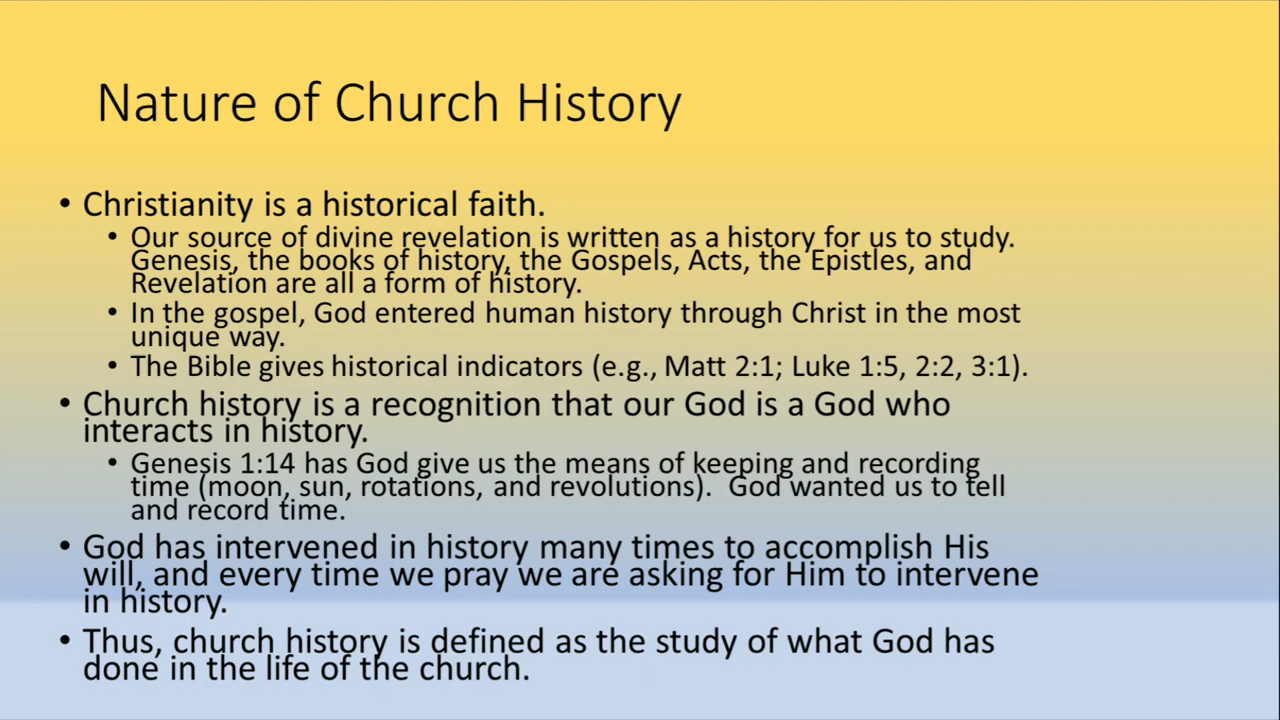 Nature of Church History
• Christianity is a historical faith.
• Our source of divine revelation is written as a history for us to study.
Genesis, the books of history, the Gospels, Acts, the Epistles, and
Revelation are all a form of history.
• In the gospel, God entered human history through Christ in the most
unique way.
• The Bible gives historical indicators (e.g., Matt 2:1; Luke 1:5, 2:2, 3:1).
• Church history is a recognition that our God is a God who
interacts in history.
• Genesis 1:14 has God give us the means of keeping and recording
time (moon, sun, rotations, and revolutions).  God wanted us to tell
and record time.
• God has intervened in history many times to accomplish His
will, and every time we pray we are asking for Him to intervene
in history.
• Thus, church history is defined as the study of what God has
done in the life of the church.